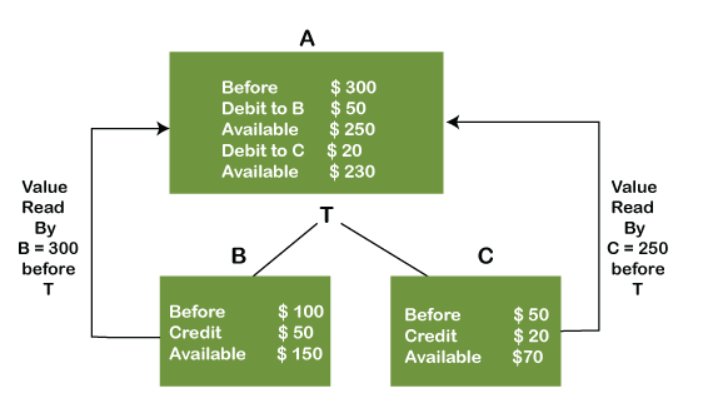 A
Before $ 300
Debit to B $ 50
Available $ 250
Debit to C $ 20
Available $ 230
Value
Read
By
B = 300
before
T
Value
Read
By
C = 250
before
T
T
B
C
Before $ 100
Credit $ 50
Available $ 150
Before $ 50
Credit $ 20
Available $70